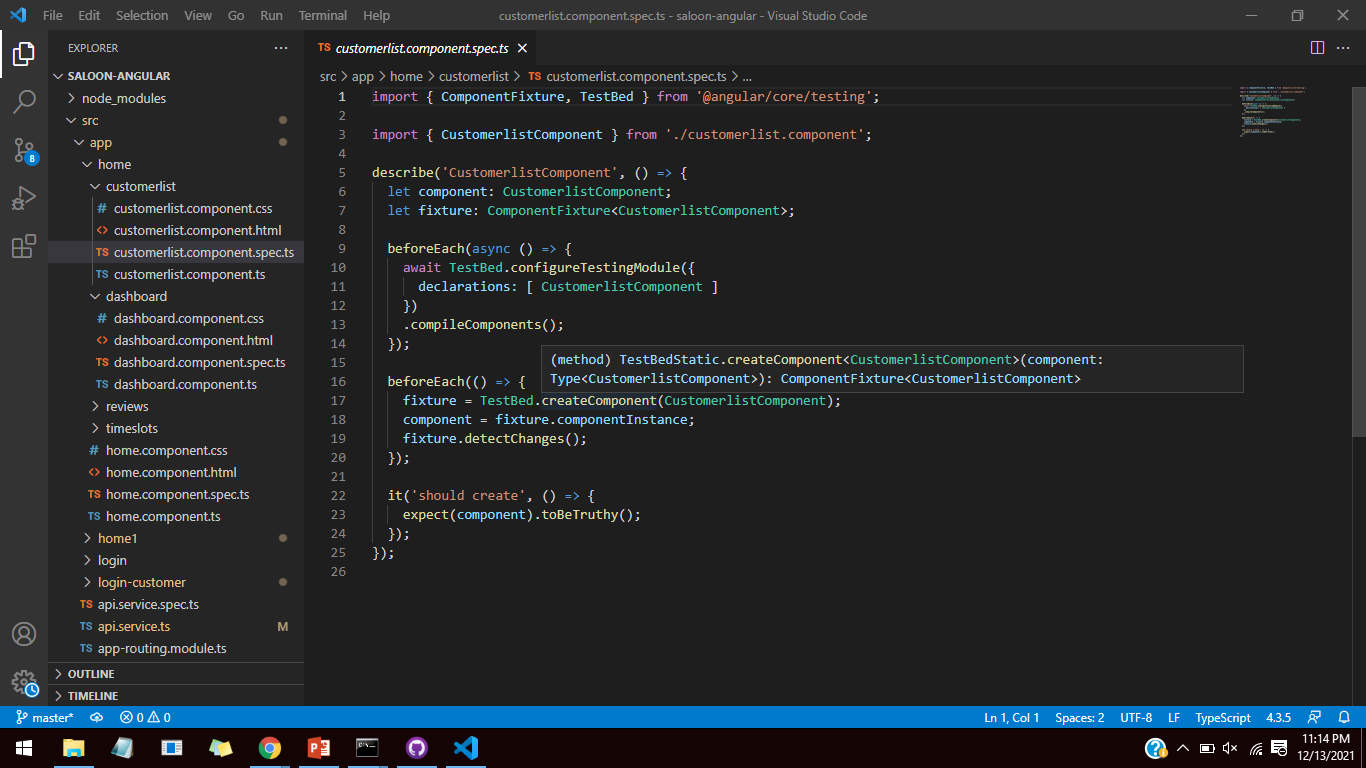 File Edit Selection View Go Run Terminal Help
customerlist.component.spec.ts - saloon-angular - Visual Studio Code
EXPLORER
SALOON-ANGULAR
node_modules
src
app
home
customerlist
# customerlist.component.css
<> customerlist.component.html
TS customerlist.component.spec.ts
TS customerlist.component.ts
dashboard
# dashboard.component.css
<> dashboard.component.html
TS dashboard.component.spec.ts
TS dashboard.component.ts
reviews
timeslots
# home.component.css
<> home.component.html
TS home.component.spec.ts
TS home.component.ts
home1
login
login-customer
TS api.service.spec.ts
TS api.service.ts M
TS app-routing.module.ts
OUTLINE
TIMELINE
8
TS customerlist.component.spec.ts
src > app > home > customerlist > TS customerlist.component.spec.ts > ...
1 import { ComponentFixture, TestBed } from '@angular/core/testing';
2
3 import { CustomerlistComponent } from './customerlist.component';
4
5 describe('CustomerlistComponent', () => {
6 let component: CustomerlistComponent;
7 let fixture: ComponentFixture<CustomerlistComponent>;
8
9 beforeEach(async () => {
10 await TestBed.configureTestingModule({
11 declarations: [ CustomerlistComponent ]
12 })
13 .compileComponents();
14 });
15
(method) TestBedStatic.createComponent<CustomerlistComponent>(component:
Type<CustomerlistComponent>): ComponentFixture<CustomerlistComponent>
16 beforeEach(() => {
17 fixture = TestBed.createComponent(CustomerlistComponent);
18 component = fixture.componentInstance;
19 fixture.detectChanges();
20 });
21
22 it('should create', () => {
23 expect(component).toBeTruthy();
24 });
25 });
26
master* 0 0 Ln 1, Col 1 Spaces: 2 UTF-8 LF TypeScript 4.3.5
11:14 PM
12/13/2021